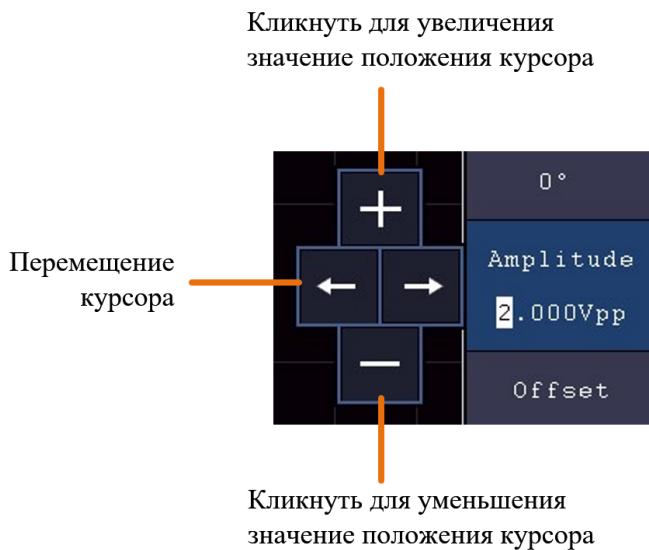 Кликнуть для увеличения
значение положения курсора
+
0°
Перемещение
курсора
← →
Amplitude
2.000Vpp
−
Offset
Кликнуть для уменьшения
значение положения курсора